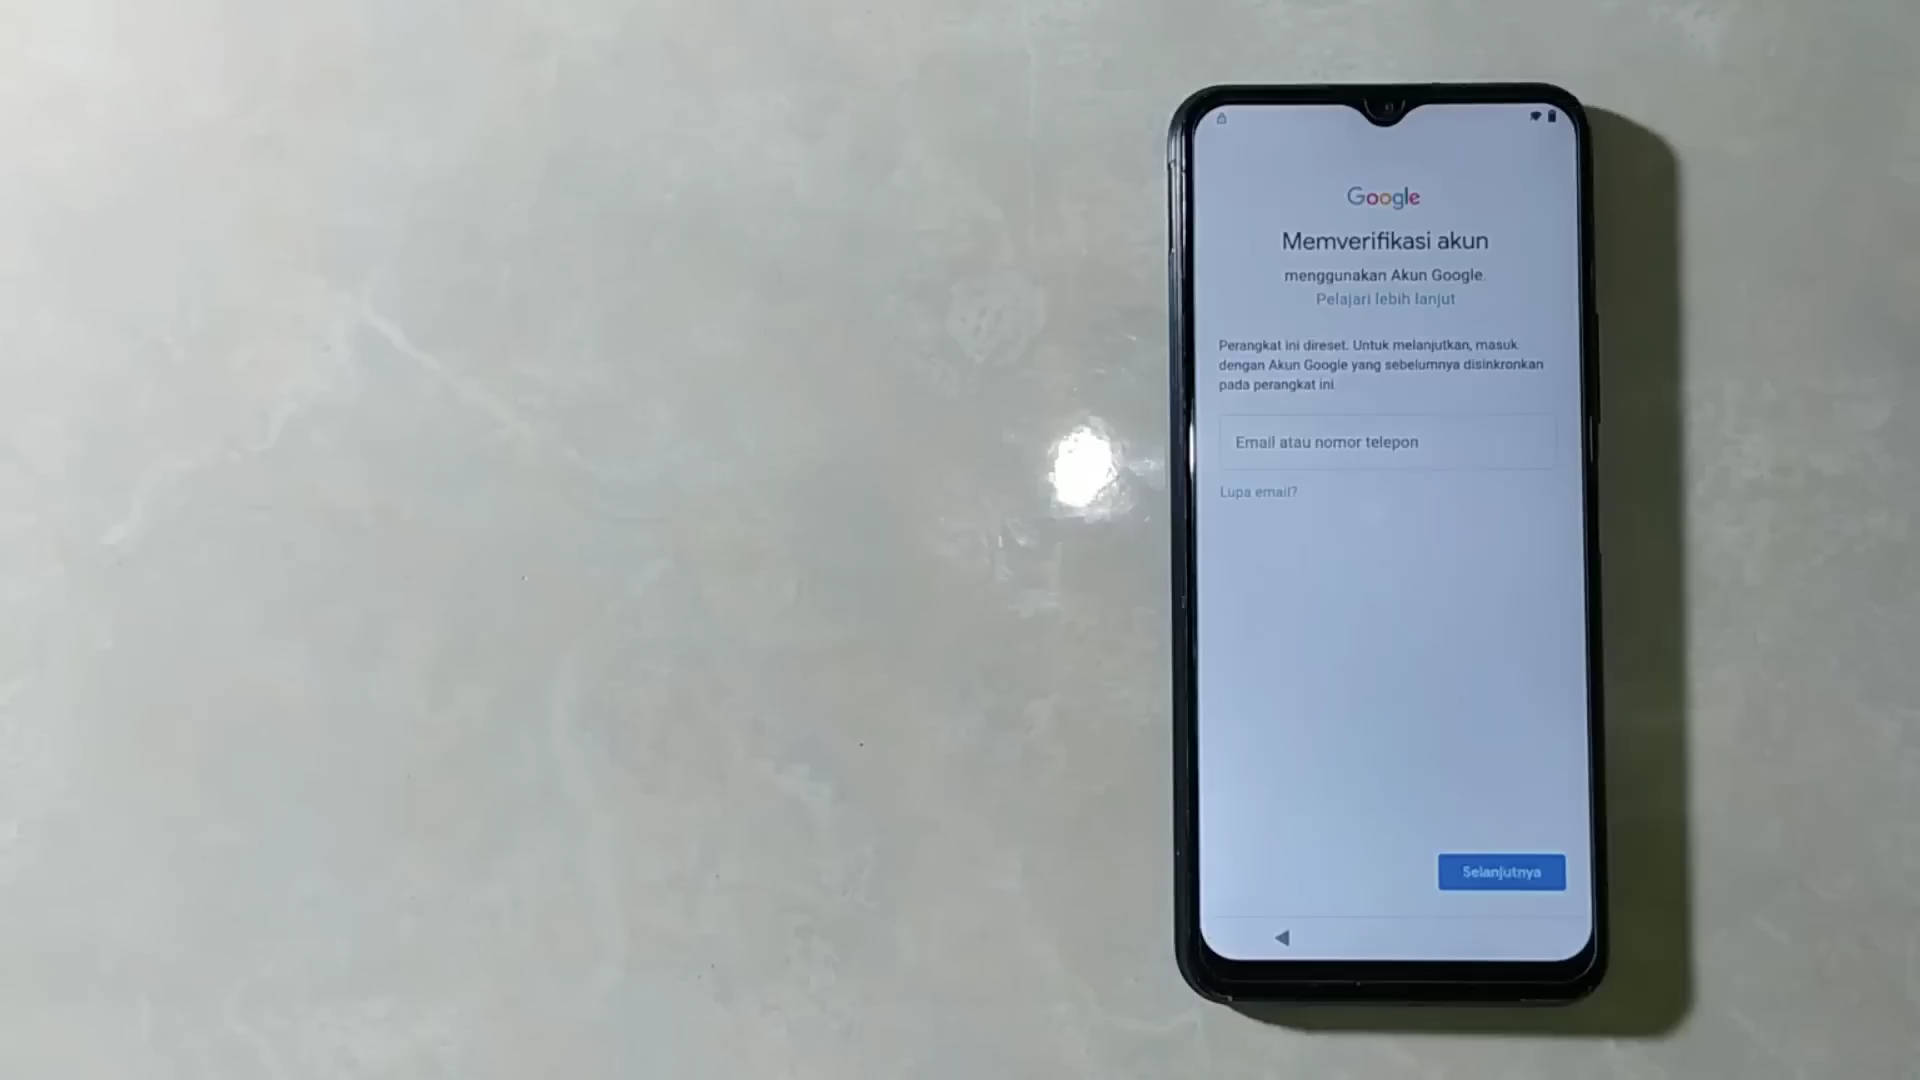 Google
Memverifikasi akun
menggunakan Akun Google.
Pelajari lebih lanjut
Perangkat ini direset. Untuk melanjutkan, masuk
dengan Akun Google yang sebelumnya disinkronkan
pada perangkat ini.
Email atau nomor telepon
Lupa email?
Selanjutnya